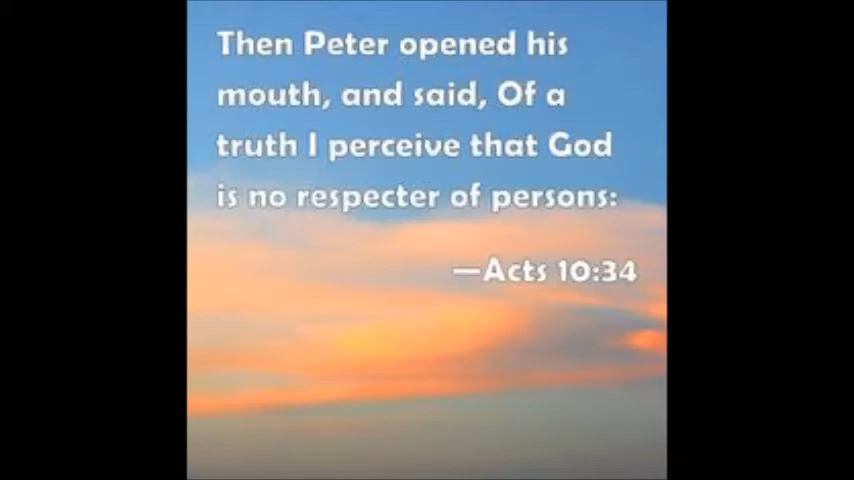 Then Peter opened his
mouth, and said, Of a
truth I perceive that God
is no respecter of persons:
—Acts 10:34